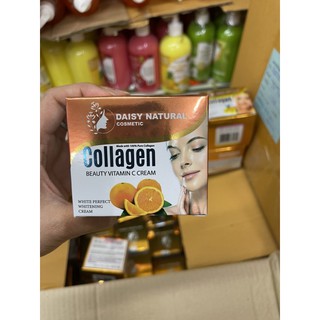 DAISY NATURAL
COSMETIC
Made with 100% Pure Collagen
Collagen
BEAUTY VITAMIN C CREAM
WHITE PERFECT
WHITENING
CREAM